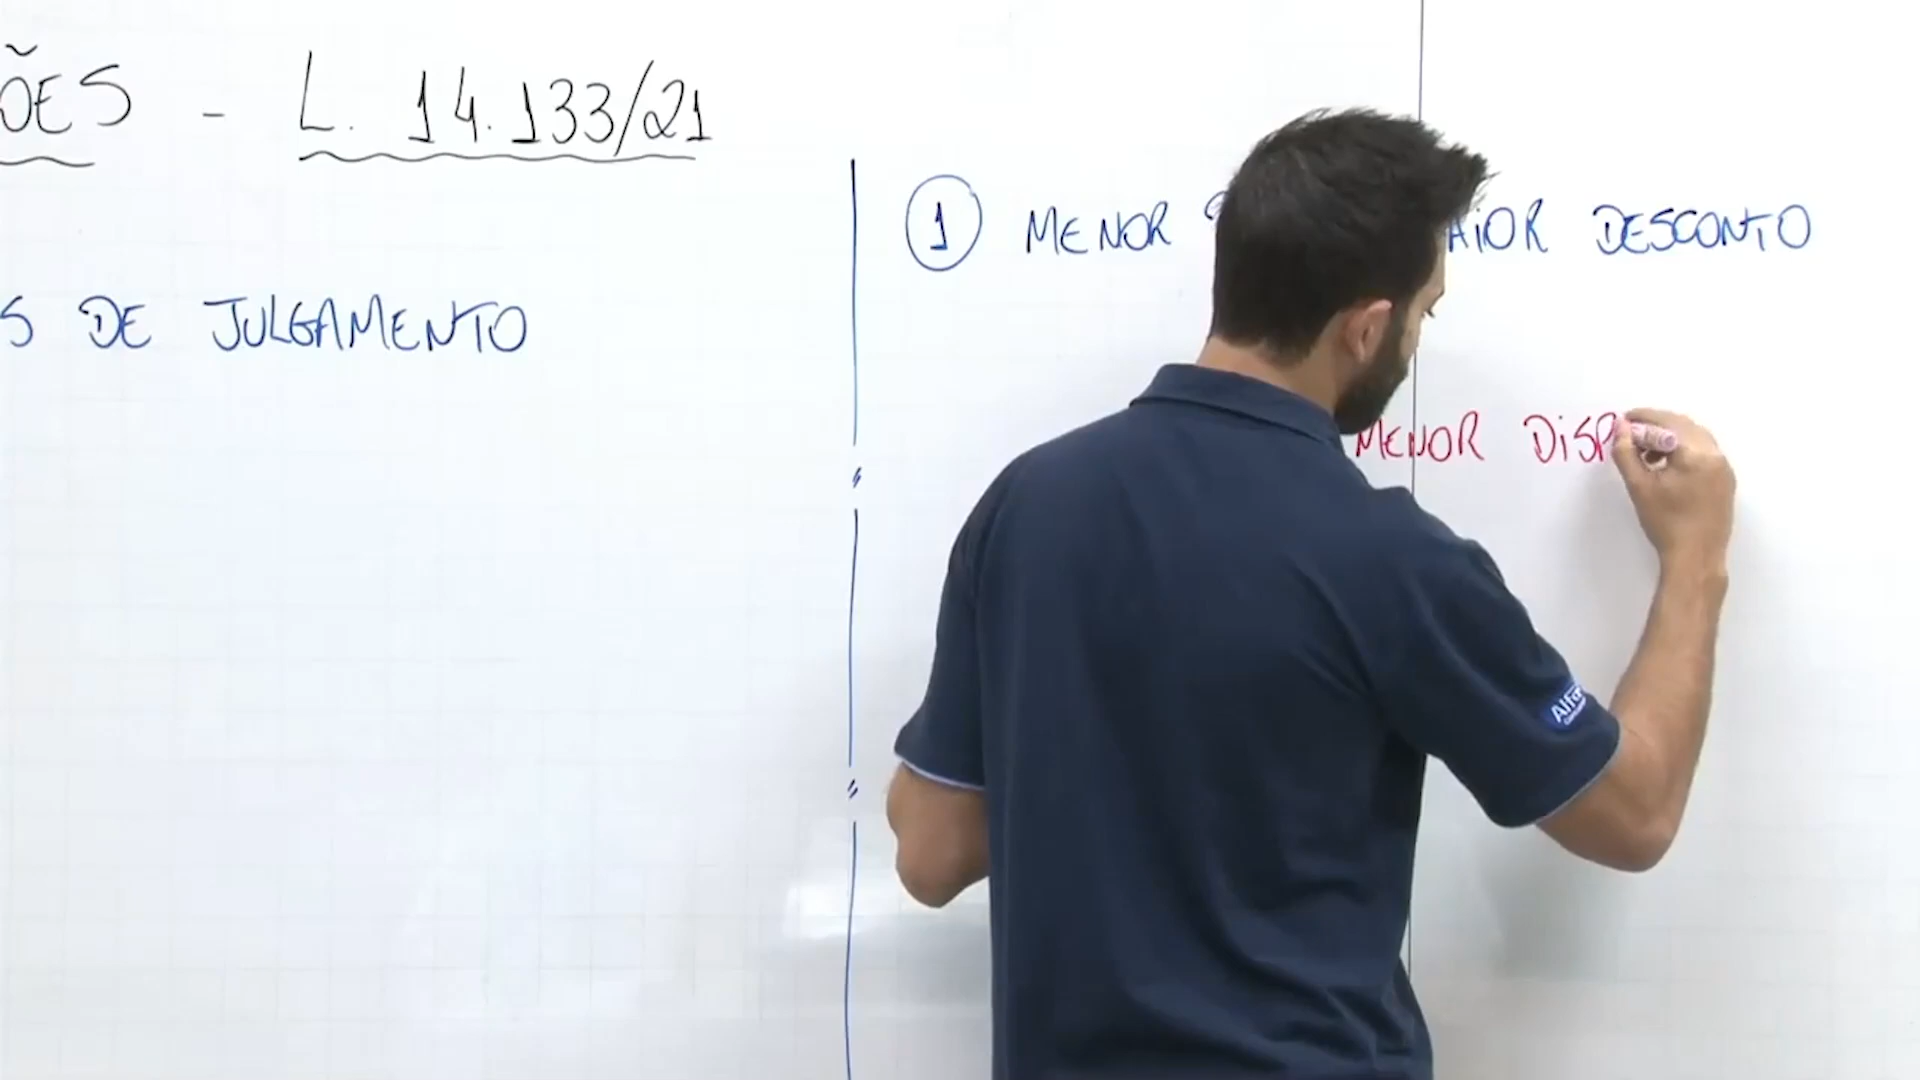 ÕES - L. 14.133/21
S DE JULGAMENTO
1 MENOR AIOR DESCONTO
MENOR DISP